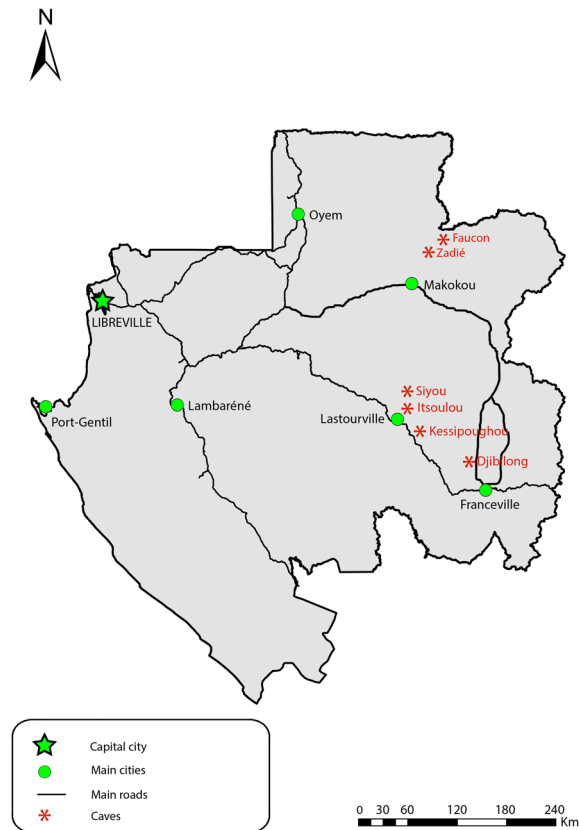 N
Oyem
Faucon
Zadié
Makokou
LIBREVILLE
Siyou
Itsoulou
Lambaréné
Port-Gentil
Lastourville
Kessipoughou
Djibilong
Franceville
Capital city
Main cities
Main roads
Caves
0 30 60 120 180 240
Km